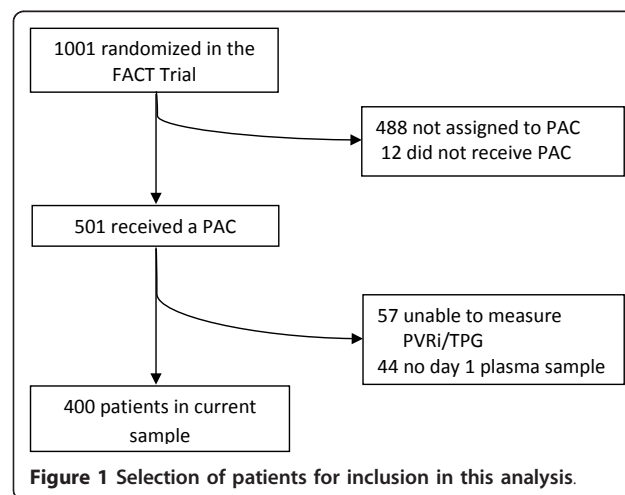 1001 randomized in the
FACT Trial
488 not assigned to PAC
12 did not receive PAC
501 received a PAC
57 unable to measure
PVRi/TPG
44 no day 1 plasma sample
400 patients in current
sample
Figure 1 Selection of patients for inclusion in this analysis.